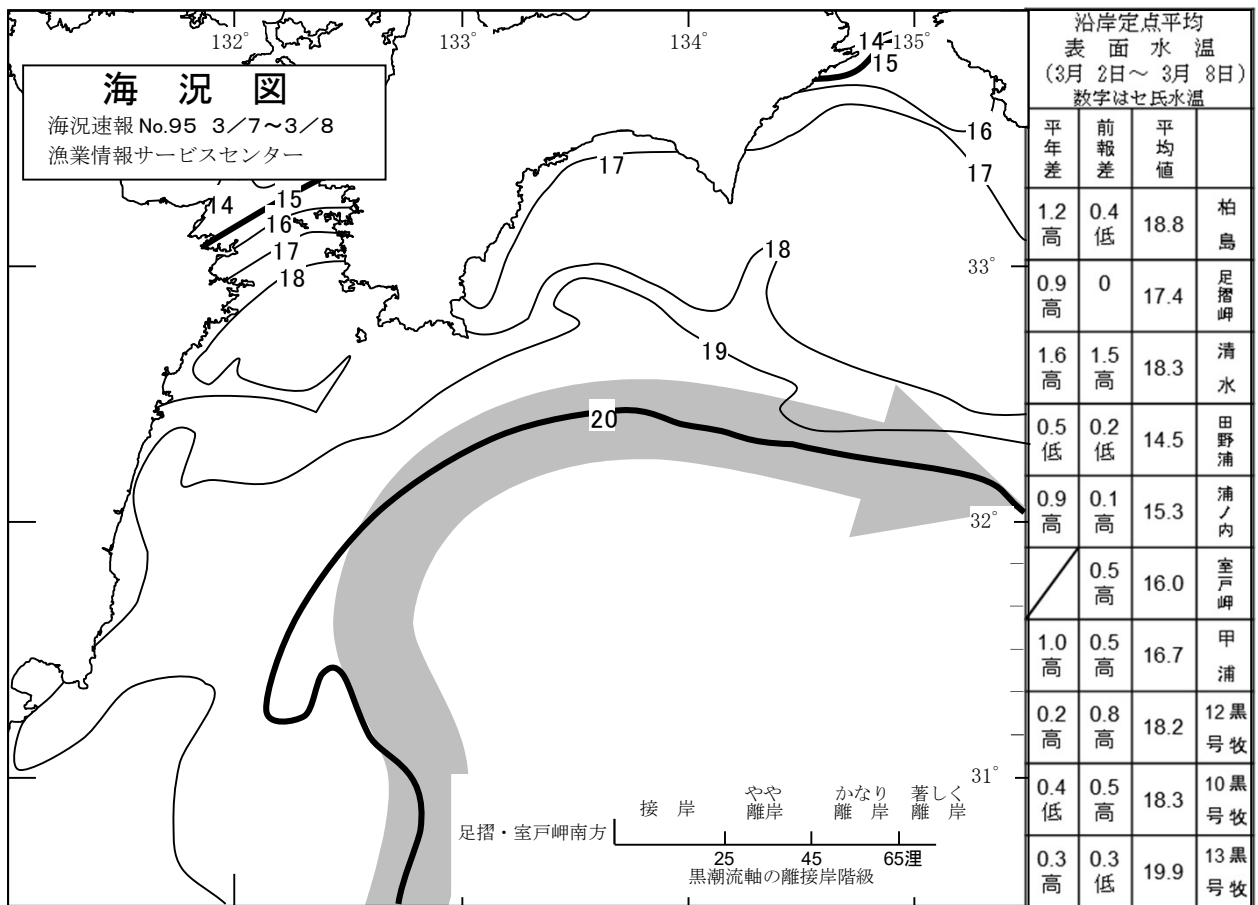 海 況 図
海況速報 No.95 3/7～3/8
漁業情報サービスセンター
132°
133°
134°
135°
14
15
16
17
14
15
16
17
18
17
18
19
20
33°
32°
31°
足摺・室戸岬南方
接 岸
やや
離岸
かなり
離 岸
著しく
離 岸
25
45
65浬
黒潮流軸の離接岸階級
沿岸定点平均
表 面 水 温
(3月 2日～ 3月 8日)
数字はセ氏水温
平年差 前報差 平均値
1.2高 0.4低 18.8 柏島
0.9高 0 17.4 足摺岬
1.6高 1.5高 18.3 清水
0.5低 0.2低 14.5 田野浦
0.9高 0.1高 15.3 浦ノ内
0.5高 16.0 室戸岬
1.0高 0.5高 16.7 甲浦
0.2高 0.8高 18.2 黒牧12号
0.4低 0.5高 18.3 黒牧10号
0.3高 0.3低 19.9 黒牧13号